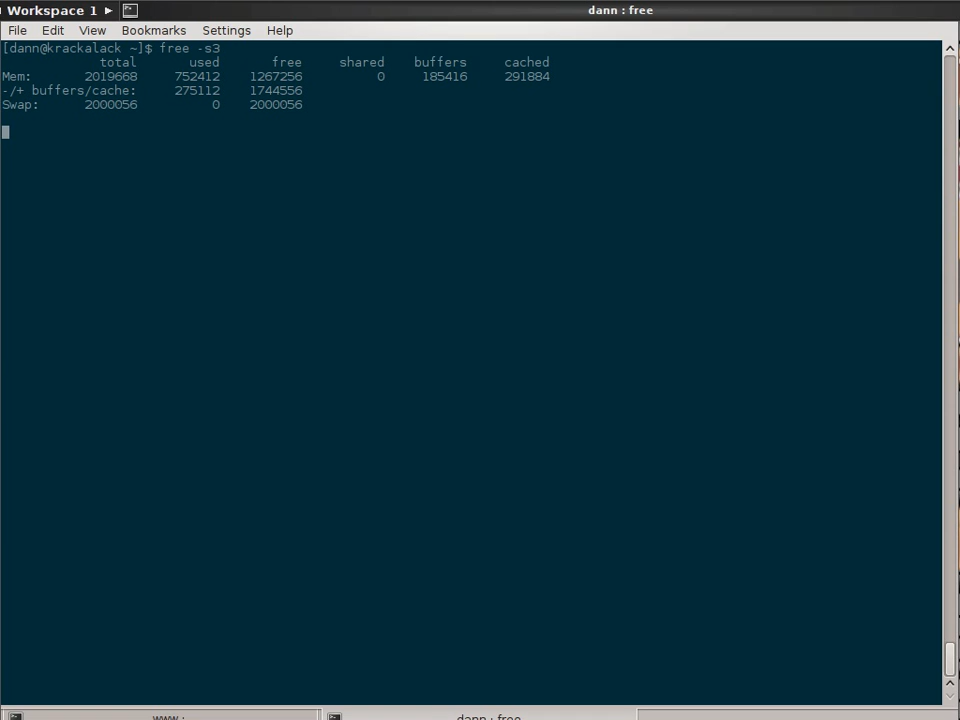 Workspace 1
dann : free
File Edit View Bookmarks Settings Help
[dann@krackalack ~]$ free -s3
total used free shared buffers cached
Mem: 2019668 752412 1267256 0 185416 291884
-/+ buffers/cache: 275112 1744556
Swap: 2000056 0 2000056
www : dann : free